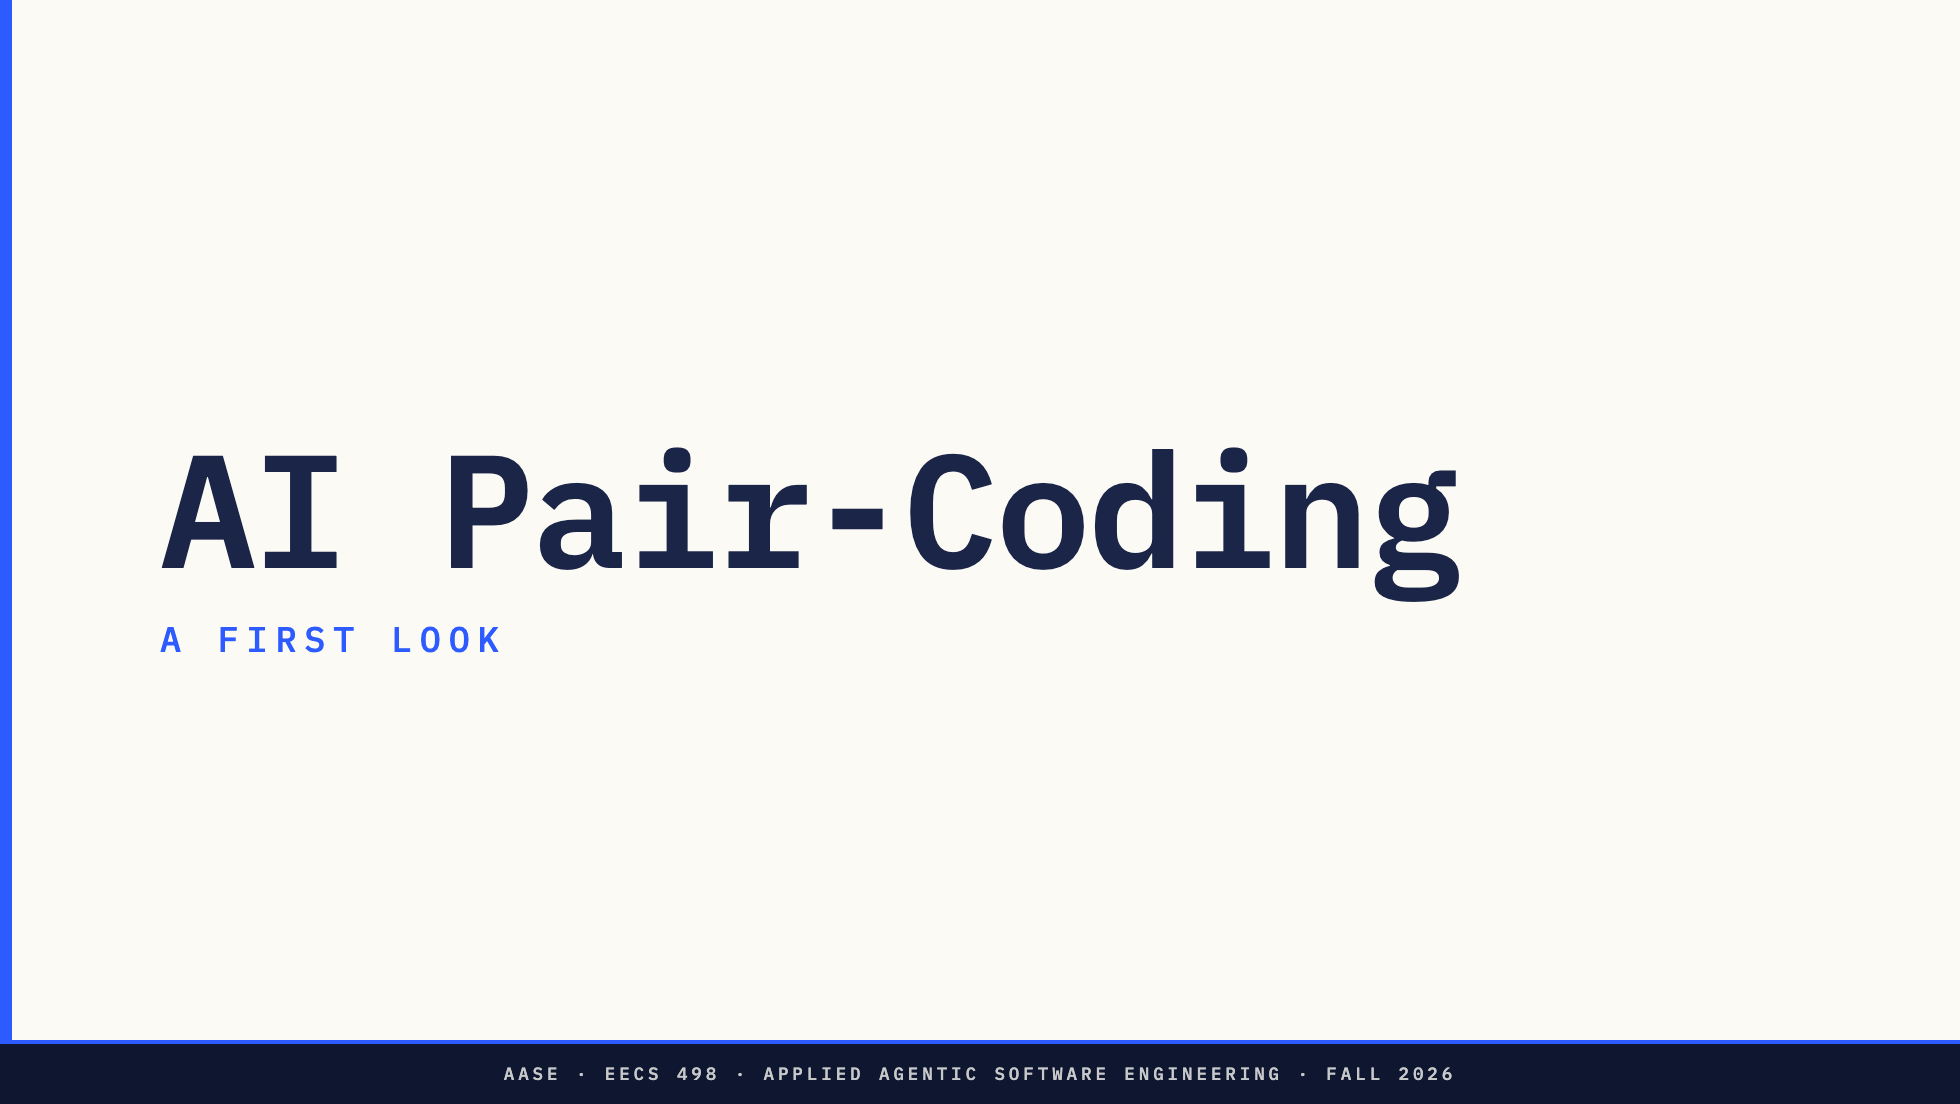 AI Pair-Coding
A FIRST LOOK
AASE · EECS 498 · APPLIED AGENTIC SOFTWARE ENGINEERING · FALL 2026